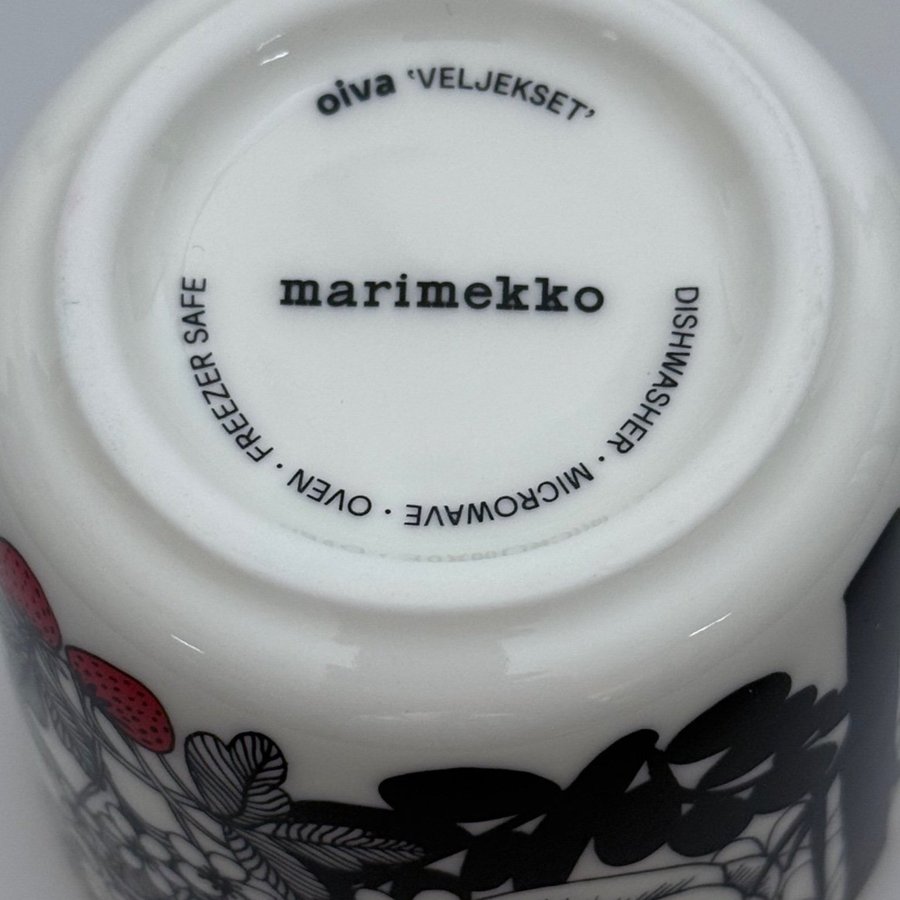 oiva 'VELJEKSET'
marimekko
DISHWASHER · MICROWAVE · OVEN · FREEZER SAFE